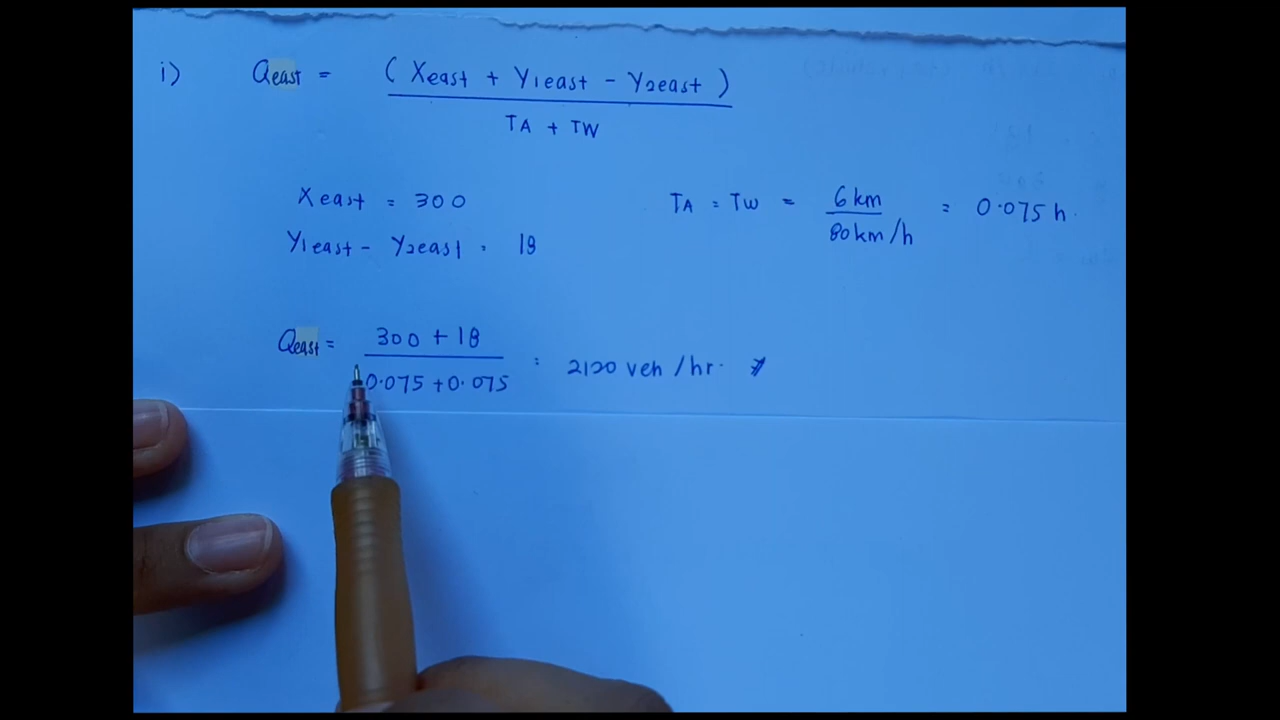 i) Qeast = ( Xeast + Y1east - Y2east )
TA + TW
Xeast = 300
TA = TW = 6 km
80 km/h = 0.075 h.
Y1east - Y2east = 18
Qeast = 300 + 18
0.075 + 0.075 = 2120 veh/hr.